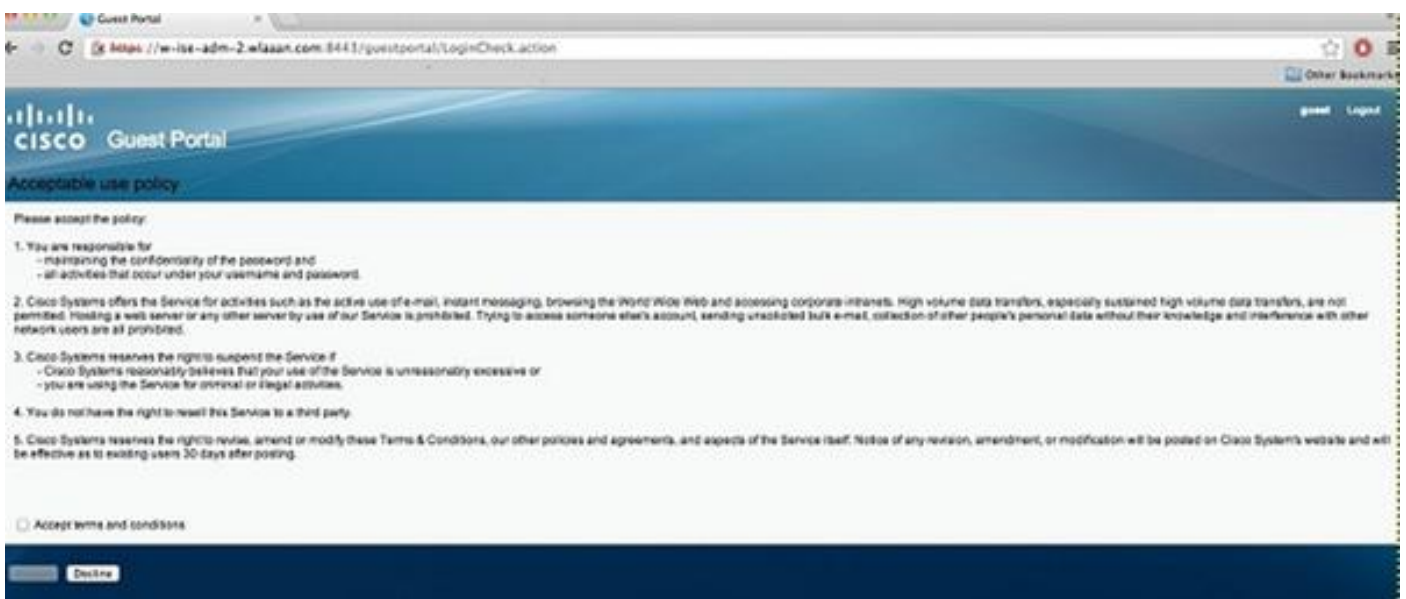 Guest Portal
https://w-ise-adm-2.wlaaan.com:8443/guestportal/LoginCheck.action
Other Bookmarks
guest Logout
CISCO Guest Portal
Acceptable use policy
Please accept the policy:
1. You are responsible for
- maintaining the confidentiality of the password and
- all activities that occur under your username and password.
2. Cisco Systems offers the Service for activities such as the active use of e-mail, instant messaging, browsing the World Wide Web and accessing corporate intranets. High volume data transfers, especially sustained high volume data transfers, are not
permitted. Hosting a web server or any other server by use of our Service is prohibited. Trying to access someone else's account, sending unsolicited bulk e-mail, collection of other people's personal data without their knowledge and interference with other
network users are all prohibited.
3. Cisco Systems reserves the right to suspend the Service if
- Cisco Systems reasonably believes that your use of the Service is unreasonably excessive or
- you are using the Service for criminal or illegal activities.
4. You do not have the right to resell this Service to a third party.
5. Cisco Systems reserves the right to revise, amend or modify these Terms & Conditions, our other policies and agreements, and aspects of the Service itself. Notice of any revision, amendment, or modification will be posted on Cisco System's website and will
be effective as to existing users 30 days after posting.
Accept terms and conditions
Decline